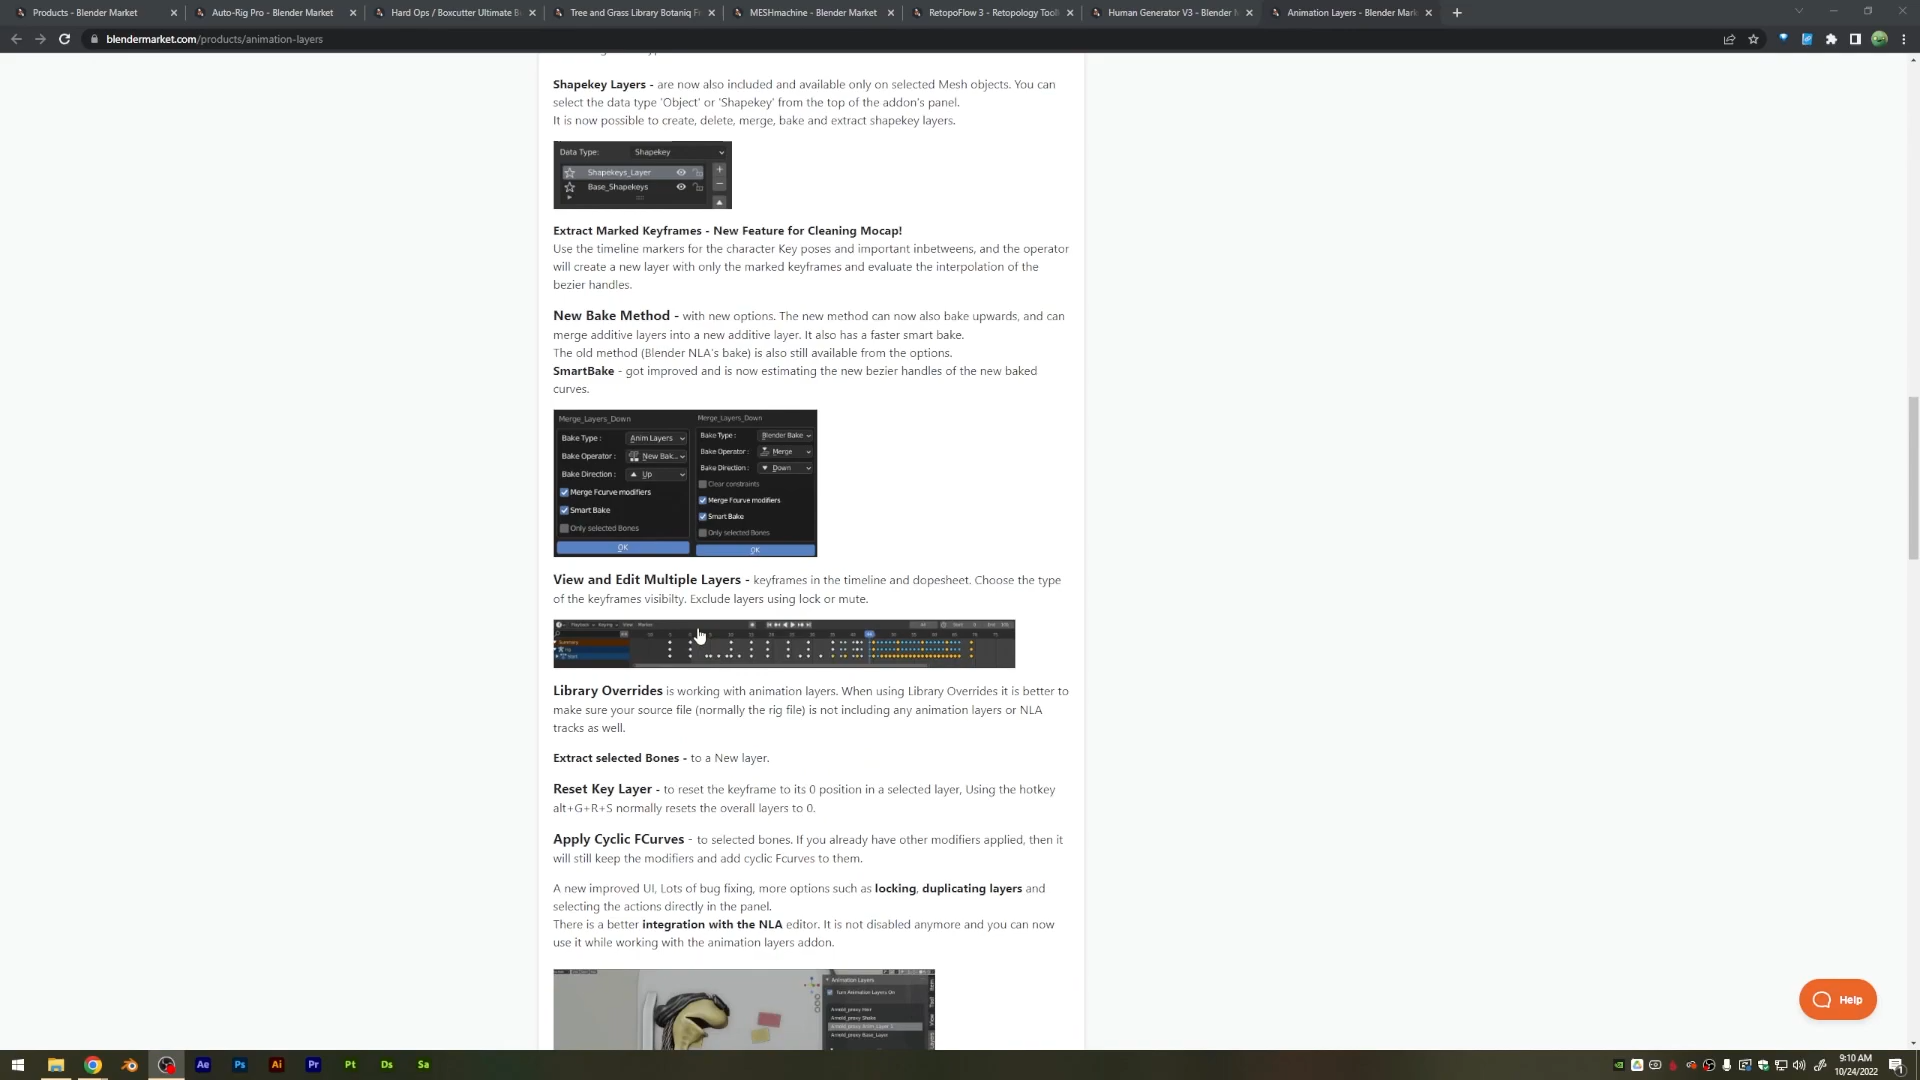 Products - Blender Market
Auto-Rig Pro - Blender Market
Hard Ops / Boxcutter Ultimate B
Tree and Grass Library Botaniq F
MESHmachine - Blender Market
RetopoFlow 3 - Retopology Tool
Human Generator V3 - Blender M
Animation Layers - Blender Mark
blendermarket.com/products/animation-layers
Shapekey Layers - are now also included and available only on selected Mesh objects. You can
select the data type 'Object' or 'Shapekey' from the top of the addon's panel.
It is now possible to create, delete, merge, bake and extract shapekey layers.
Data Type: Shapekey
Shapekeys_Layer
Base_Shapekeys
Extract Marked Keyframes - New Feature for Cleaning Mocap!
Use the timeline markers for the character Key poses and important inbetweens, and the operator
will create a new layer with only the marked keyframes and evaluate the interpolation of the
bezier handles.
New Bake Method - with new options. The new method can now also bake upwards, and can
merge additive layers into a new additive layer. It also has a faster smart bake.
The old method (Blender NLA's bake) is also still available from the options.
SmartBake - got improved and is now estimating the new bezier handles of the new baked
curves.
Merge_Layers_Down
Bake Type : Anim Layers
Bake Operator : New Bak...
Bake Direction : Up
Merge Fcurve modifiers
Smart Bake
Only selected Bones
OK
Merge_Layers_Down
Bake Type : Blender Bake
Bake Operator : Merge
Bake Direction : Down
Clear constraints
Merge Fcurve modifiers
Smart Bake
Only selected Bones
OK
View and Edit Multiple Layers - keyframes in the timeline and dopesheet. Choose the type
of the keyframes visibilty. Exclude layers using lock or mute.
Library Overrides is working with animation layers. When using Library Overrides it is better to
make sure your source file (normally the rig file) is not including any animation layers or NLA
tracks as well.
Extract selected Bones - to a New layer.
Reset Key Layer - to reset the keyframe to its 0 position in a selected layer, Using the hotkey
alt+G+R+S normally resets the overall layers to 0.
Apply Cyclic FCurves - to selected bones. If you already have other modifiers applied, then it
will still keep the modifiers and add cyclic Fcurves to them.
A new improved UI, Lots of bug fixing, more options such as locking, duplicating layers and
selecting the actions directly in the panel.
There is a better integration with the NLA editor. It is not disabled anymore and you can now
use it while working with the animation layers addon.
Animation Layers
Turn Animation Layers On
Help
Ae Ps Ai Pr Pt Ds Sa
9:10 AM
10/24/2022